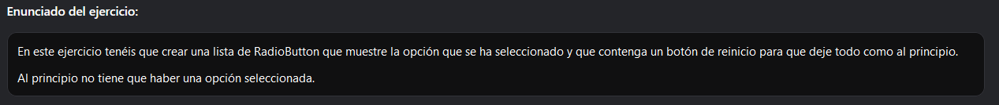 Enunciado del ejercicio:
En este ejercicio tenéis que crear una lista de RadioButton que muestre la opción que se ha seleccionado y que contenga un botón de reinicio para que deje todo como al principio.
Al principio no tiene que haber una opción seleccionada.